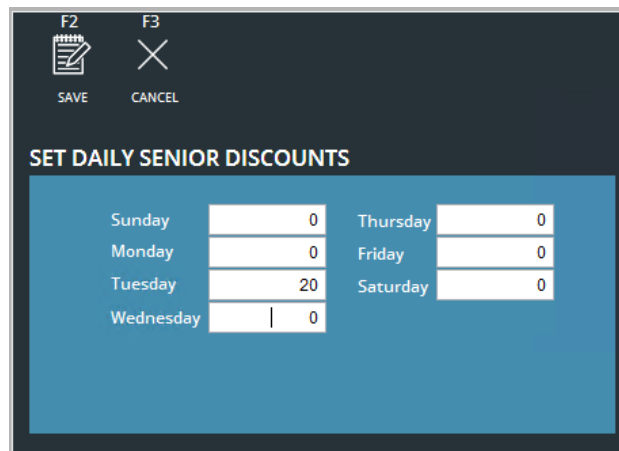 F2 F3
SAVE CANCEL
SET DAILY SENIOR DISCOUNTS
Sunday 0 Thursday 0
Monday 0 Friday 0
Tuesday 20 Saturday 0
Wednesday 0